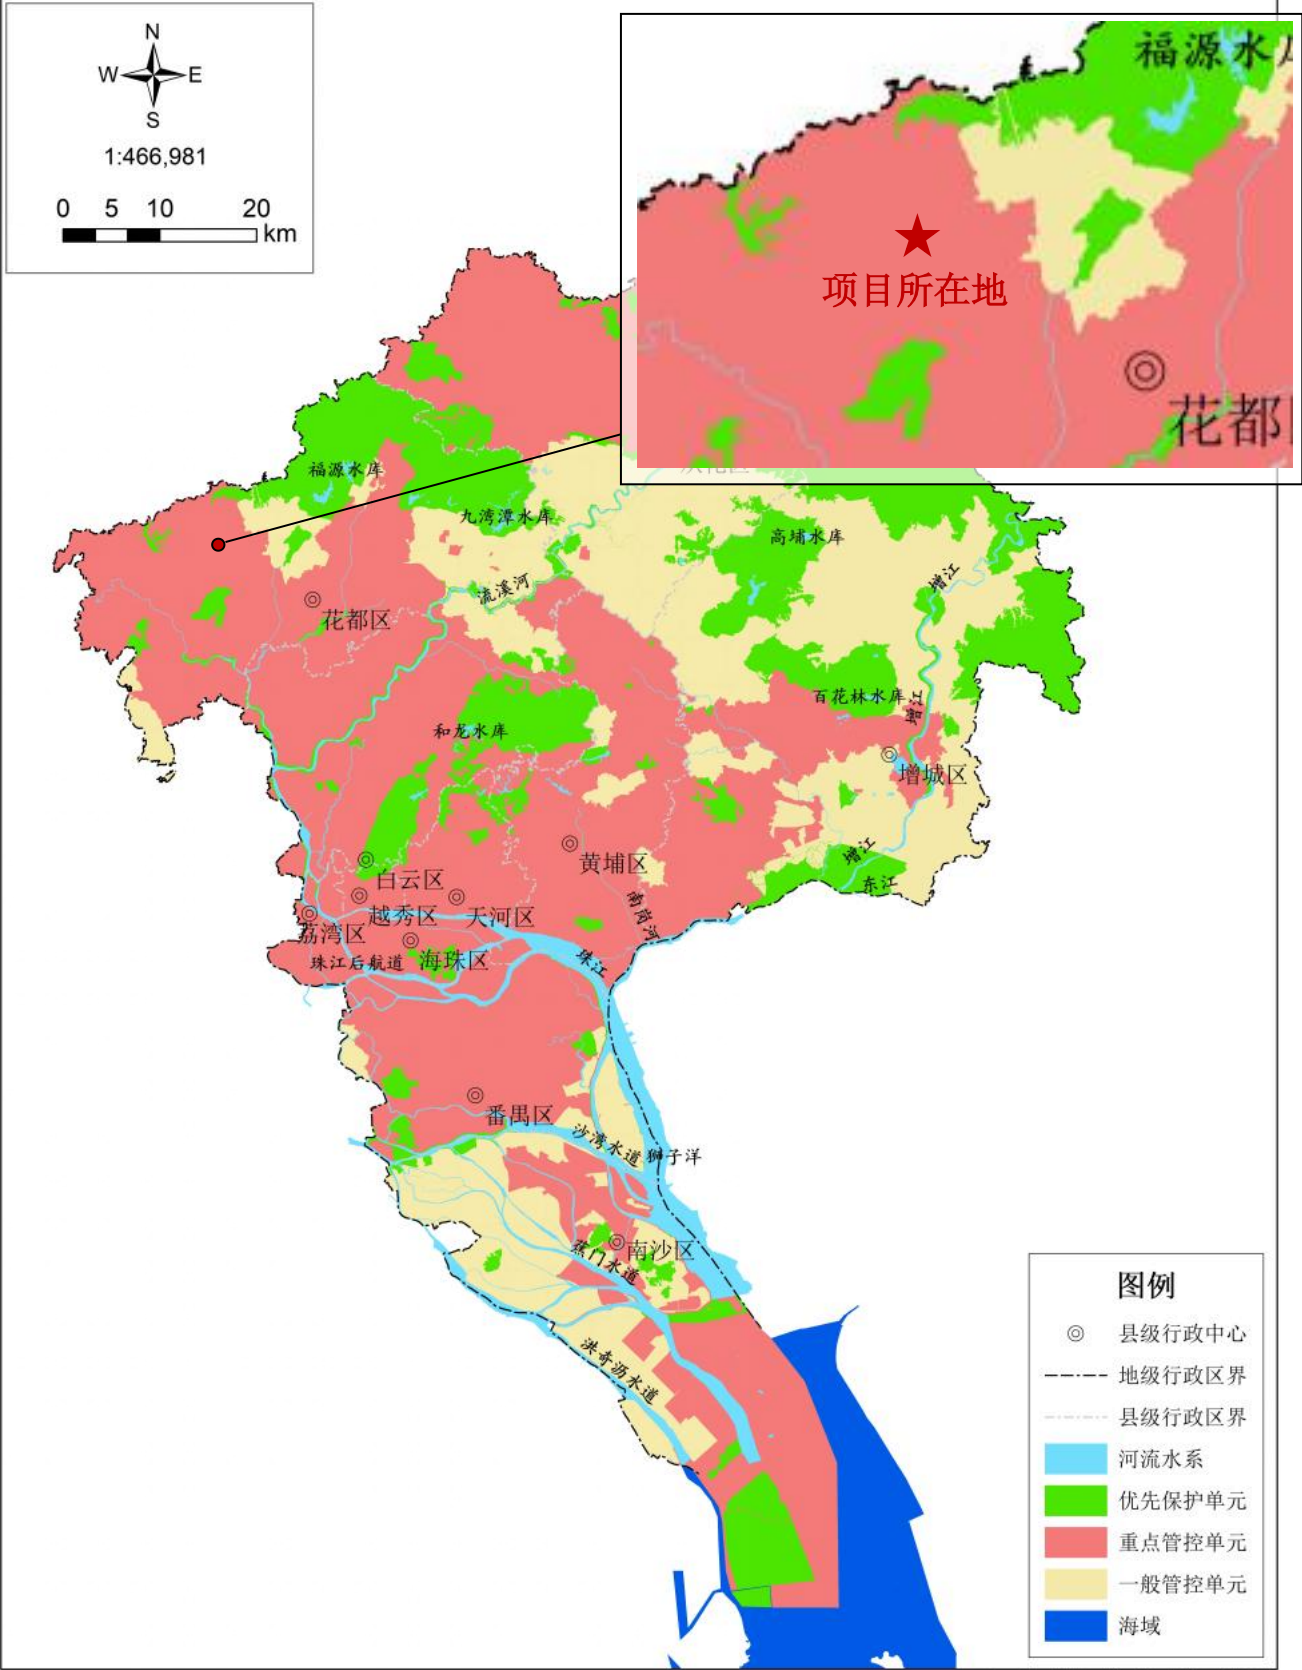 N
W E
S
1:466,981
0 5 10 20
km
福源水
项目所在地
花都
福源水库
九湾潭水库
高埔水库
流溪河
增江
花都区
百花林水库
增江
和龙水库
增城区
增江
东江
黄埔区
白云区
越秀区
天河区
南岗河
荔湾区
海珠区
珠江后航道
珠江
番禺区
沙湾水道
狮子洋
南沙区
蕉门水道
洪奇沥水道
图例
县级行政中心
地级行政区界
县级行政区界
河流水系
优先保护单元
重点管控单元
一般管控单元
海域